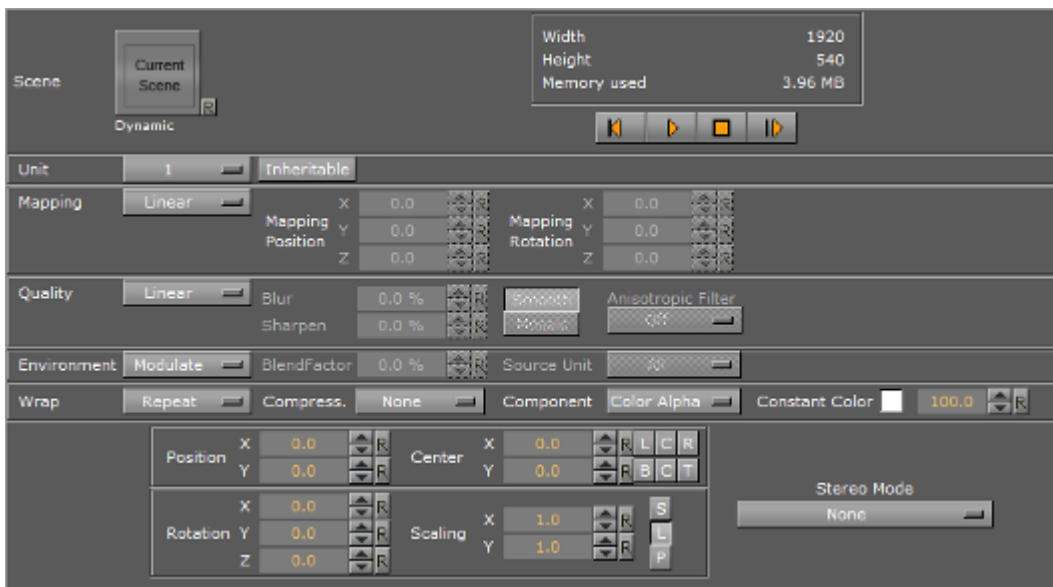 Width 1920
Height 540
Memory used 3.96 MB
Scene
Current Scene
R
Dynamic
Unit 1 Inheritable
Mapping Linear
Mapping Position
X 0.0 R
Y 0.0 R
Z 0.0 R
Mapping Rotation
X 0.0 R
Y 0.0 R
Z 0.0 R
Quality Linear
Blur 0.0 % R
Sharpen 0.0 % R
Smooth
Mosaic
Anisotropic Filter
Off
Environment Modulate BlendFactor 0.0 % R Source Unit
Wrap Repeat Compress. None Component Color Alpha Constant Color 100.0 R
Position
X 0.0 R
Y 0.0 R
Center
X 0.0 R L C R
Y 0.0 R B C T
Rotation
X 0.0 R
Y 0.0 R
Z 0.0 R
Scaling
X 1.0 R
Y 1.0 R
S
L
P
Stereo Mode
None